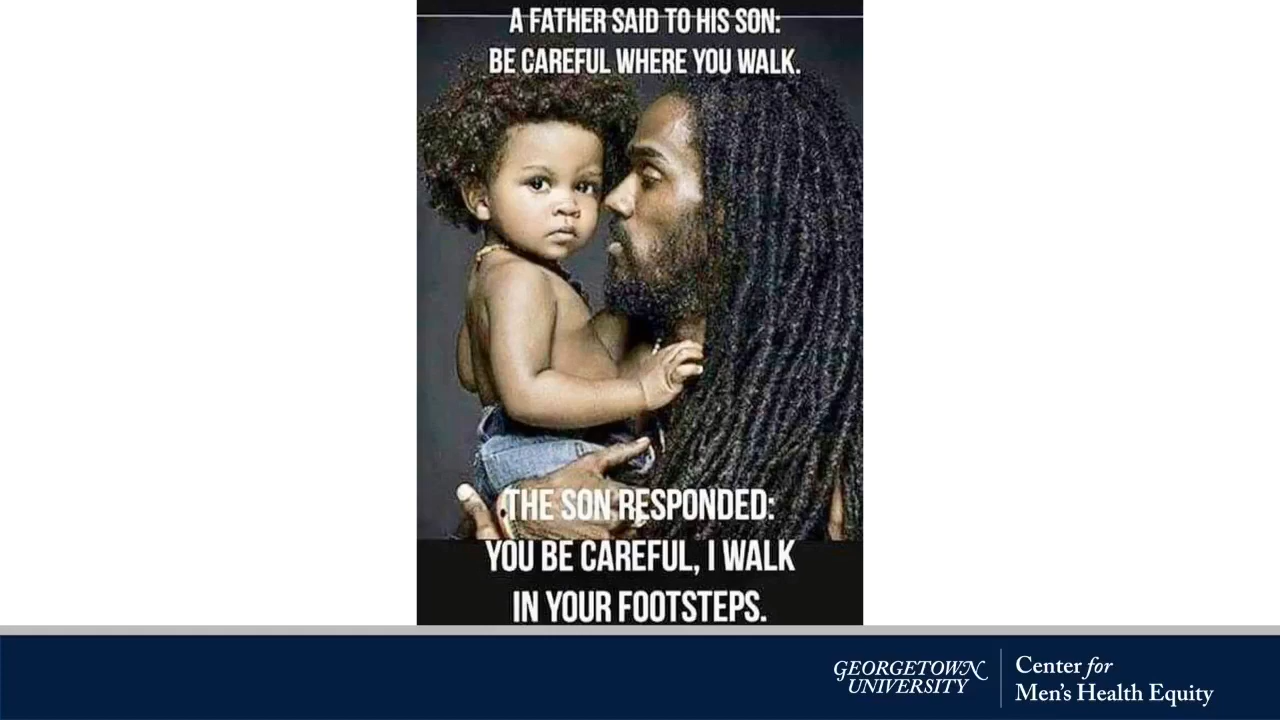 A FATHER SAID TO HIS SON:
BE CAREFUL WHERE YOU WALK.
THE SON RESPONDED:
YOU BE CAREFUL, I WALK
IN YOUR FOOTSTEPS.
GEORGETOWN
UNIVERSITY
Center for
Men's Health Equity